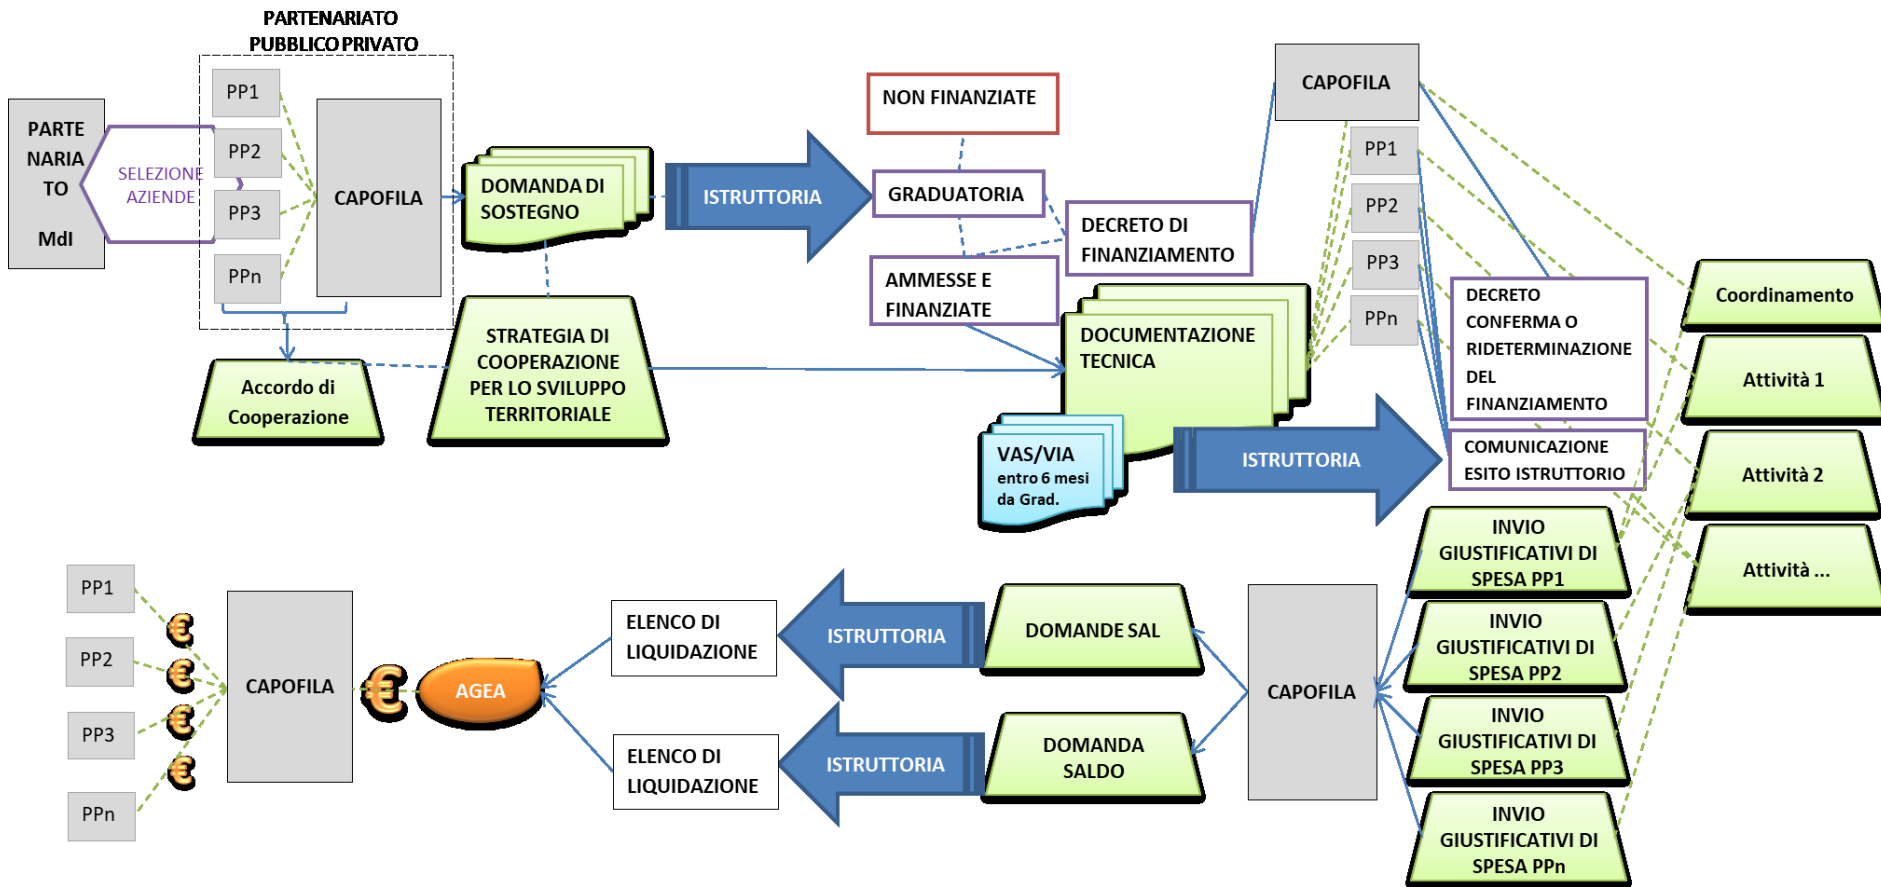 PARTENARIATO
PUBBLICO PRIVATO
PARTE
NARIA
TO
MdI
SELEZIONE
AZIENDE
PP1
PP2
PP3
PPn
CAPOFILA
DOMANDA DI
SOSTEGNO
ISTRUTTORIA
NON FINANZIATE
GRADUATORIA
AMMESSE E
FINANZIATE
DECRETO DI
FINANZIAMENTO
Accordo di
Cooperazione
STRATEGIA DI
COOPERAZIONE
PER LO SVILUPPO
TERRITORIALE
DOCUMENTAZIONE
TECNICA
VAS/VIA
entro 6 mesi
da Grad.
ISTRUTTORIA
CAPOFILA
PP1
PP2
PP3
PPn
DECRETO
CONFERMA O
RIDETERMINAZIONE
DEL
FINANZIAMENTO
COMUNICAZIONE
ESITO ISTRUTTORIO
Coordinamento
Attività 1
Attività 2
Attività ...
INVIO
GIUSTIFICATIVI DI
SPESA PP1
INVIO
GIUSTIFICATIVI DI
SPESA PP2
INVIO
GIUSTIFICATIVI DI
SPESA PP3
INVIO
GIUSTIFICATIVI DI
SPESA PPn
CAPOFILA
DOMANDE SAL
DOMANDA
SALDO
ISTRUTTORIA
ISTRUTTORIA
ELENCO DI
LIQUIDAZIONE
ELENCO DI
LIQUIDAZIONE
AGEA
€
CAPOFILA
€
€
€
€
PP1
PP2
PP3
PPn